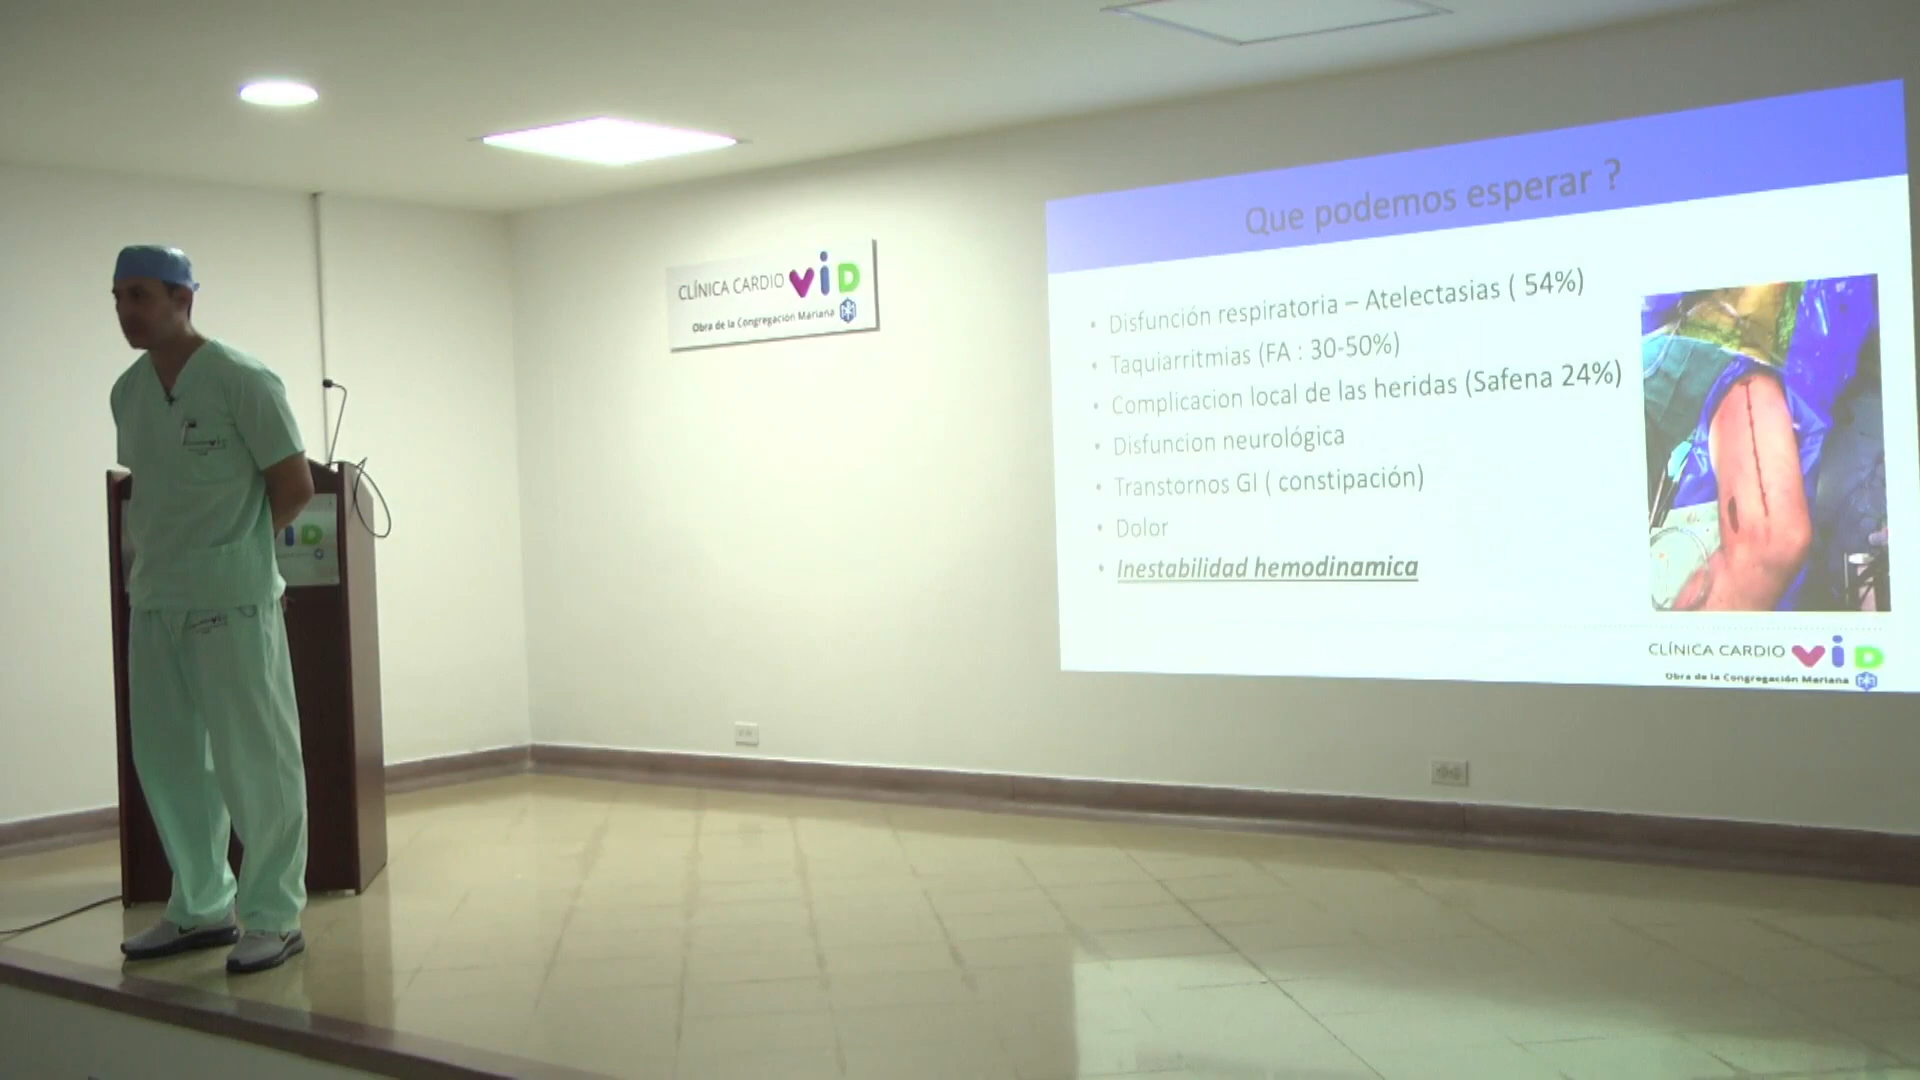 CLÍNICA CARDIO VID
Obra de la Congregación Mariana
Que podemos esperar ?
• Disfunción respiratoria – Atelectasias ( 54%)
• Taquiarritmias (FA : 30-50%)
• Complicacion local de las heridas (Safena 24%)
• Disfuncion neurológica
• Transtornos GI ( constipación)
• Dolor
• Inestabilidad hemodinamica
CLÍNICA CARDIO VID
Obra de la Congregación Mariana